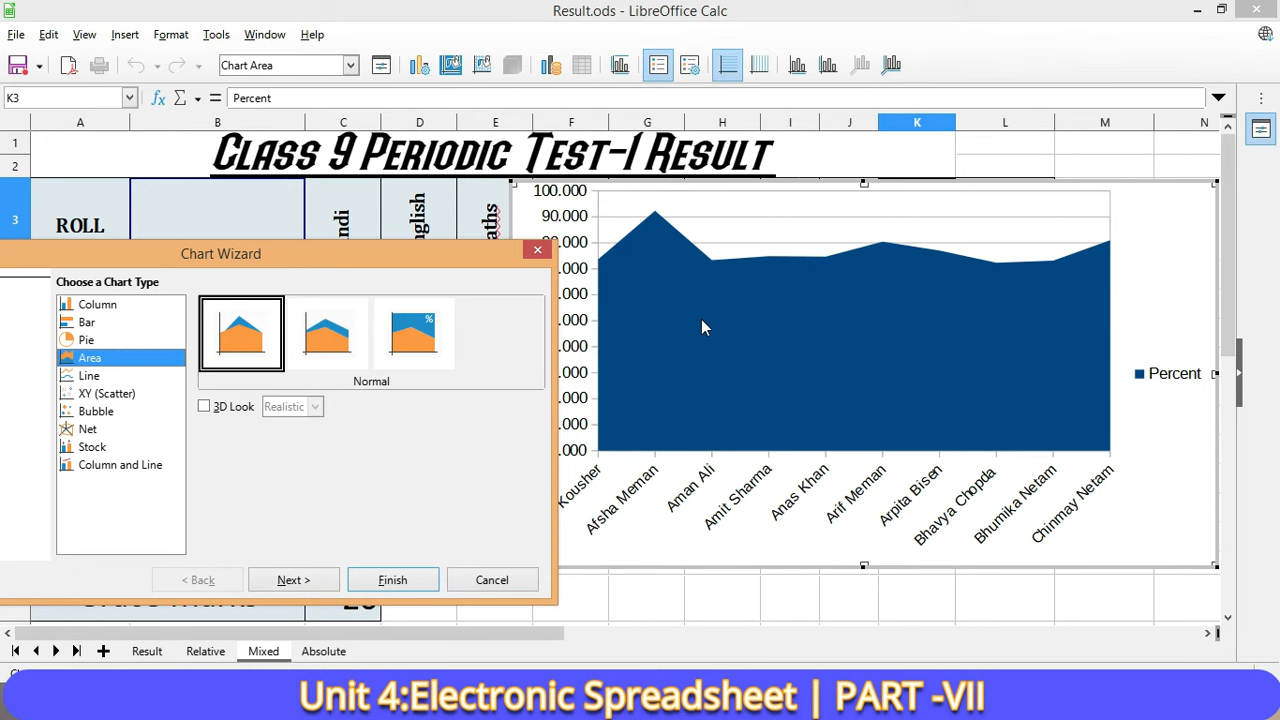 Result.ods - LibreOffice Calc
File Edit View Insert Format Tools Window Help
Chart Area
K3
Percent
A B C D E F G H I J K L M N
1
Class 9 Periodic Test-1 Result
2
3
ROLL
100.000
90.000
Chart Wizard
Choose a Chart Type
Column
Bar
Pie
Area
Line
XY (Scatter)
Bubble
Net
Stock
Column and Line
%
Normal
3D Look
Realistic
Percent
Kousher
Afsha Meman
Aman Ali
Amit Sharma
Anas Khan
Arif Meman
Arpita Bisen
Bhavya Chopda
Bhumika Netam
Chinmay Netam
< Back
Next >
Finish
Cancel
Result
Relative
Mixed
Absolute
Unit 4:Electronic Spreadsheet | PART -VII